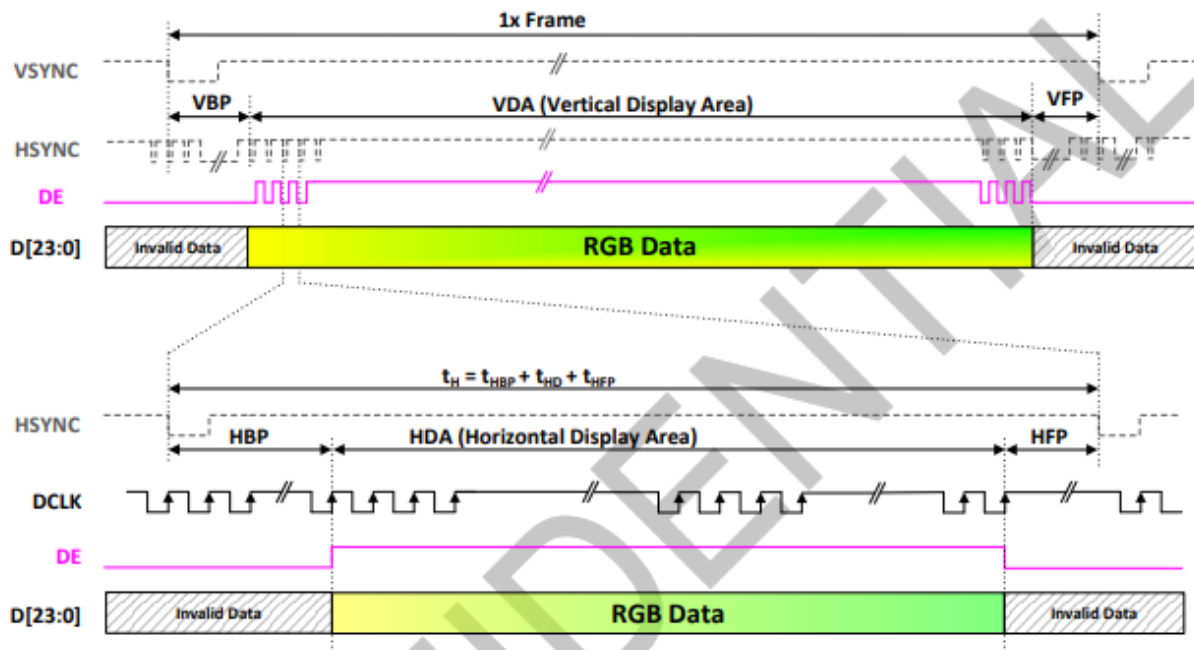 1x Frame
VSYNC
VBP
VDA (Vertical Display Area)
VFP
HSYNC
DE
D[23:0]
Invalid Data
RGB Data
Invalid Data
tH = tHBP + tHD + tHFP
HSYNC
HBP
HDA (Horizontal Display Area)
HFP
DCLK
DE
D[23:0]
Invalid Data
RGB Data
Invalid Data
IDENTIAL